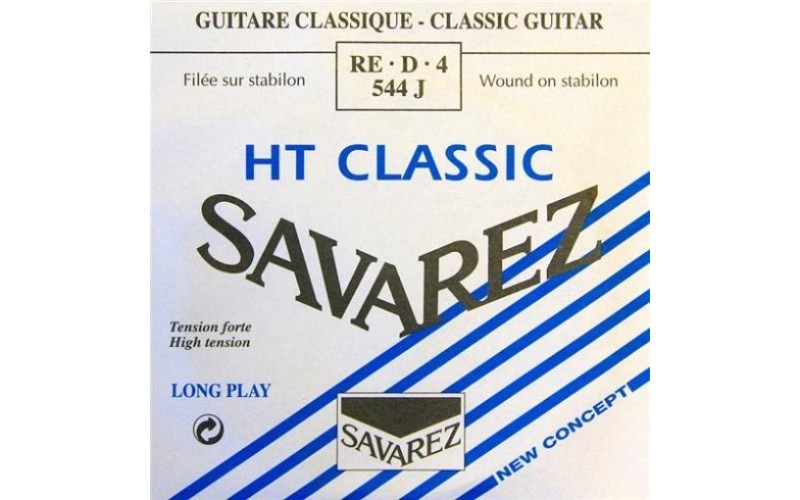 GUITARE CLASSIQUE - CLASSIC GUITAR
RE · D · 4
544 J
Filée sur stabilon
Wound on stabilon
HT CLASSIC
SAVAREZ
Tension forte
High tension
LONG PLAY
SAVAREZ
NEW CONCEPT